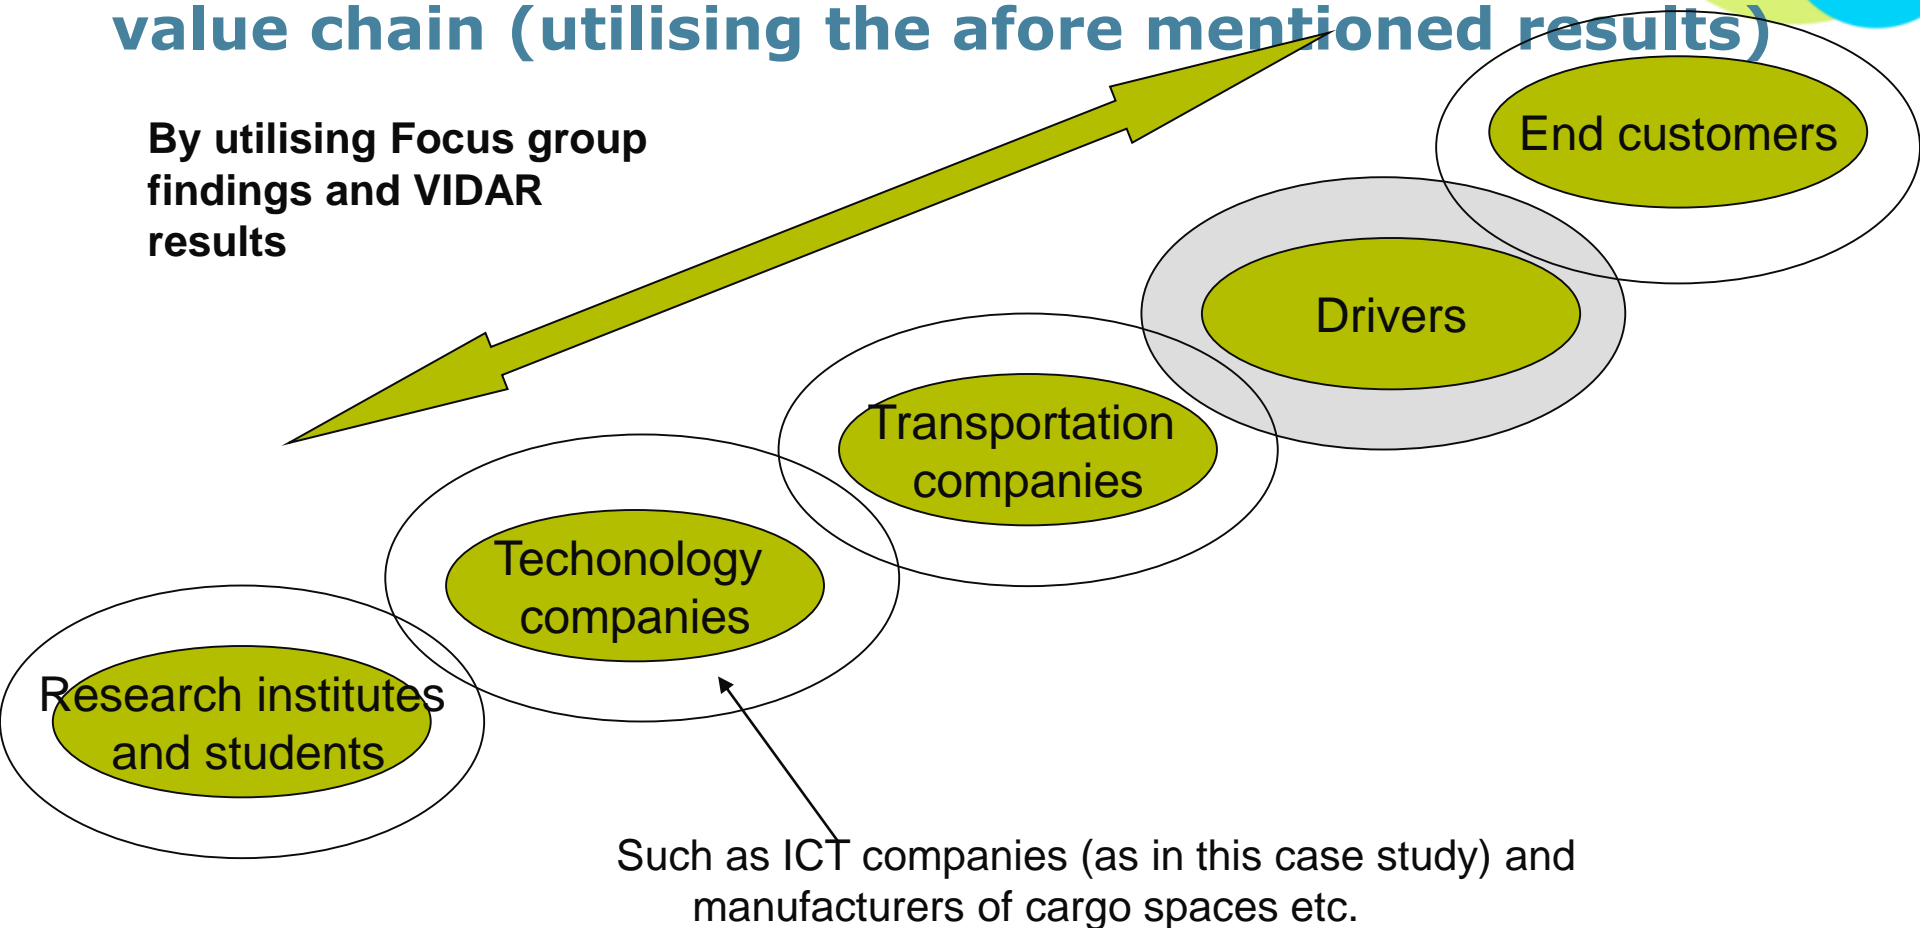 value chain (utilising the afore mentioned results)
By utilising Focus group
findings and VIDAR
results
End customers
Drivers
Transportation
companies
Techonology
companies
Research institutes
and students
Such as ICT companies (as in this case study) and
manufacturers of cargo spaces etc.